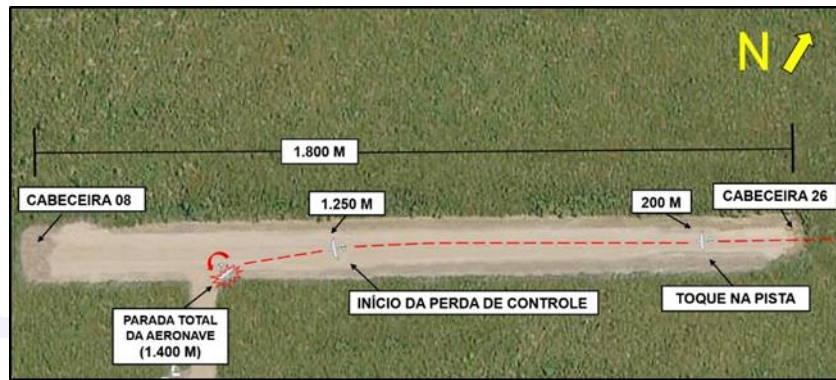 N
1.800 M
CABECEIRA 08
1.250 M
200 M
CABECEIRA 26
INÍCIO DA PERDA DE CONTROLE
TOQUE NA PISTA
PARADA TOTAL
DA AERONAVE
(1.400 M)